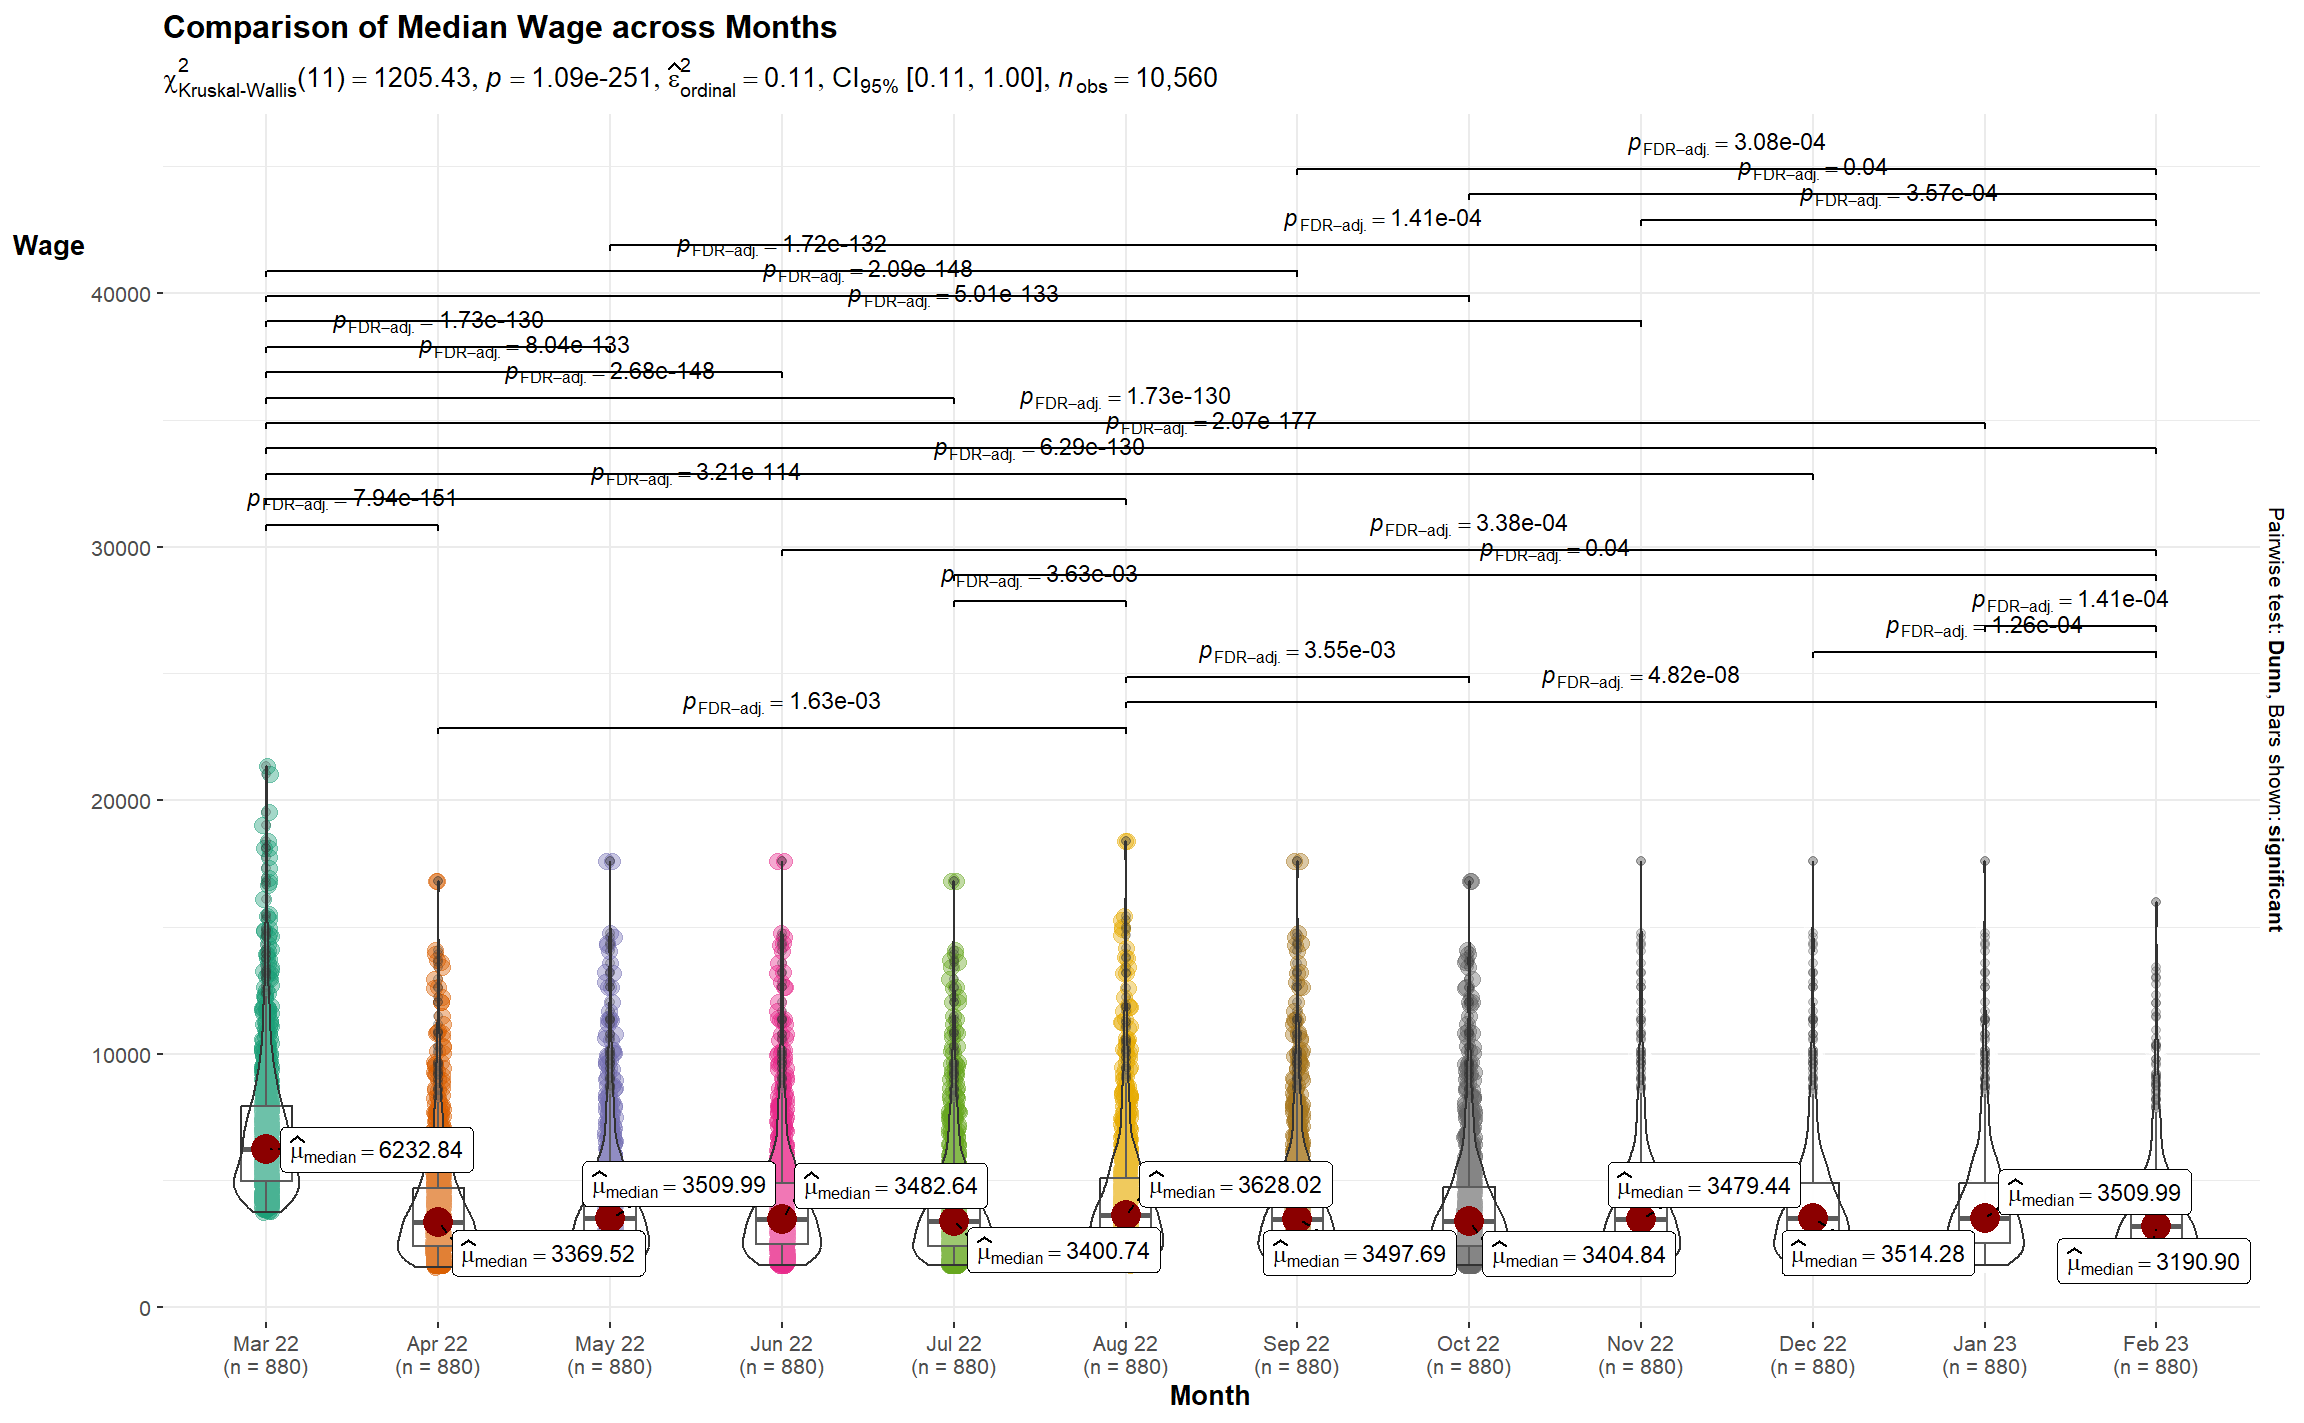 Comparison of Median Wage across Months
χ²Kruskal-Wallis(11) = 1205.43, p = 1.09e-251, ε̂²ordinal = 0.11, CI95% [0.11, 1.00], nobs = 10,560
pFDR–adj. = 3.08e-04
pFDR–adj. = 0.04
pFDR–adj. = 3.57e-04
pFDR–adj. = 1.41e-04
Wage
pFDR–adj. = 1.72e-132
pFDR–adj. = 2.09e-148
40000
pFDR–adj. = 5.01e-133
pFDR–adj. = 1.73e-130
pFDR–adj. = 8.04e-133
pFDR–adj. = 2.68e-148
pFDR–adj. = 1.73e-130
pFDR–adj. = 2.07e-177
pFDR–adj. = 6.29e-130
pFDR–adj. = 3.21e-114
pFDR–adj. = 7.94e-151
pFDR–adj. = 3.38e-04
30000
pFDR–adj. = 0.04
pFDR–adj. = 3.63e-03
pFDR–adj. = 1.41e-04
pFDR–adj. = 1.26e-04
pFDR–adj. = 3.55e-03
pFDR–adj. = 4.82e-08
pFDR–adj. = 1.63e-03
Pairwise test: Dunn, Bars shown: significant
20000
10000
μ̂median = 6232.84
μ̂median = 3369.52
μ̂median = 3509.99
μ̂median = 3482.64
μ̂median = 3400.74
μ̂median = 3628.02
μ̂median = 3497.69
μ̂median = 3404.84
μ̂median = 3479.44
μ̂median = 3514.28
μ̂median = 3509.99
μ̂median = 3190.90
0
Mar 22 Apr 22 May 22 Jun 22 Jul 22 Aug 22 Sep 22 Oct 22 Nov 22 Dec 22 Jan 23 Feb 23
(n = 880) (n = 880) (n = 880) (n = 880) (n = 880) (n = 880) (n = 880) (n = 880) (n = 880) (n = 880) (n = 880) (n = 880)
Month